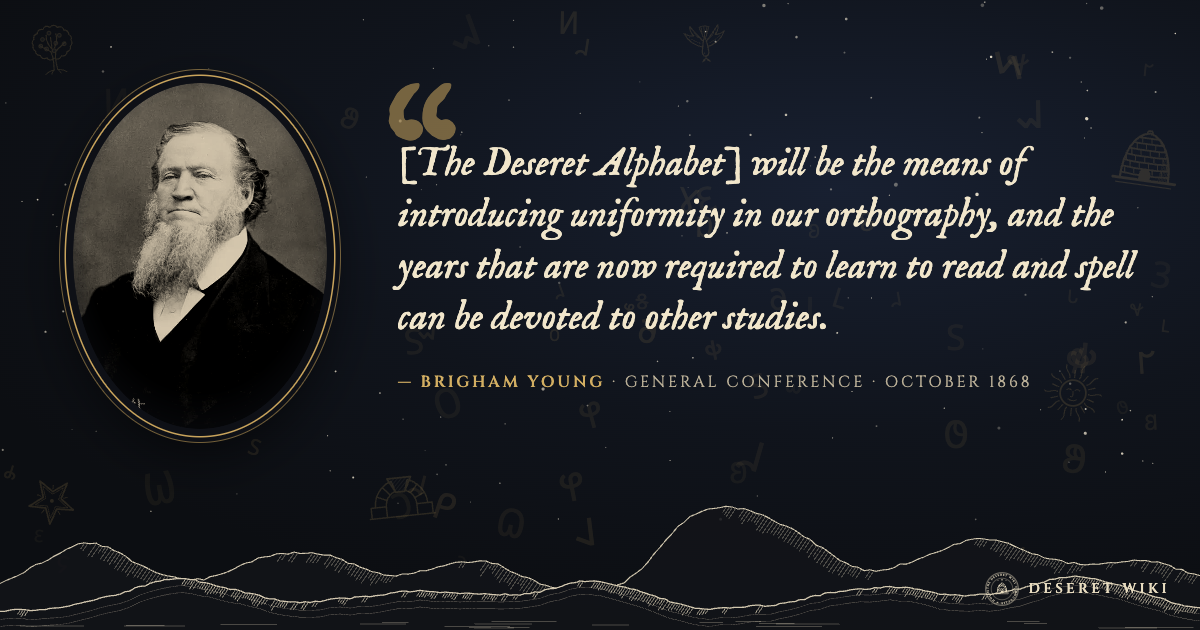 “
[The Deseret Alphabet] will be the means of
introducing uniformity in our orthography, and the
years that are now required to learn to read and spell
can be devoted to other studies.
— BRIGHAM YOUNG · GENERAL CONFERENCE · OCTOBER 1868
DESERET WIKI